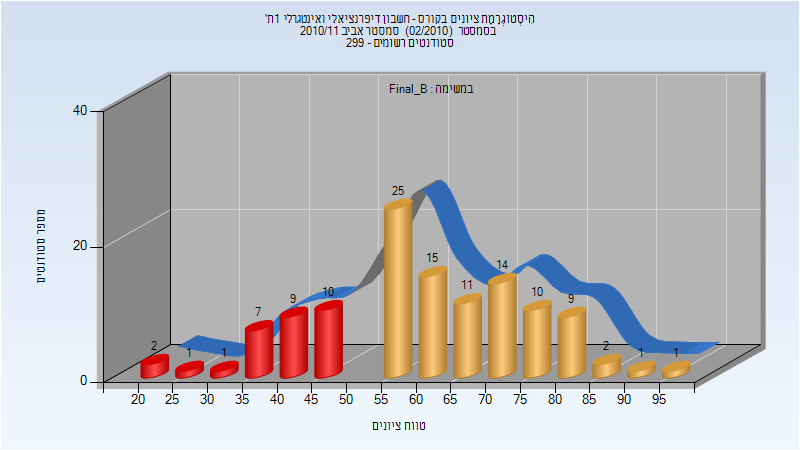 הִיסְטוֹגְרָמַת ציונים בקורס - חשבון דיפרנציאלי ואינטגרלי 1ת'
בסמסטר (02/2010) סמסטר אביב 2010/11
סטודנטים רשומים - 299
במשימה : Final_B
מספר סטודנטים
40
20
0
2 1 1 7 9 10 25 15 11 14 10 9 2 1 1
20 25 30 35 40 45 50 55 60 65 70 75 80 85 90 95
טווח ציונים